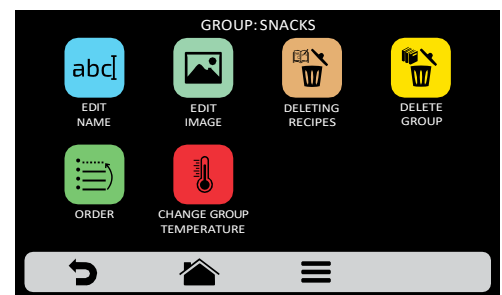 GROUP: SNACKS
abc
EDIT
NAME
EDIT
IMAGE
DELETING
RECIPES
DELETE
GROUP
ORDER
CHANGE GROUP
TEMPERATURE